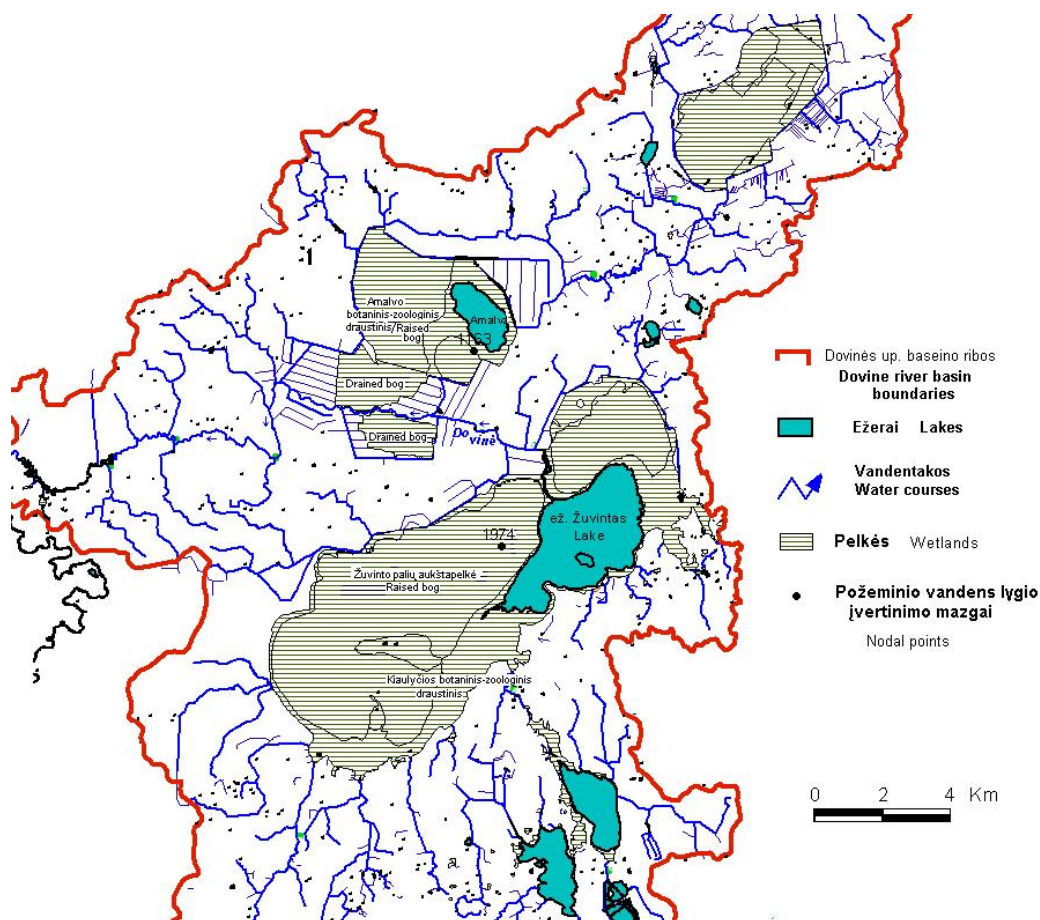 1
Amalvo
botaninis-zoologinis
draustinis/Raised
bog
Amalvo
1163
Drained bog
Drained bog
Dovinė
ež. Žuvintas
Lake
1974
Žuvinto palių aukštapelkė
Raised bog
Kiaulyčios botaninis-zoologinis
draustinis
Dovinės up. baseino ribos
Dovine river basin
boundaries
Ežerai Lakes
Vandentakos
Water courses
Pelkės Wetlands
Požeminio vandens lygio
įvertinimo mazgai
Nodal points
0 2 4 Km